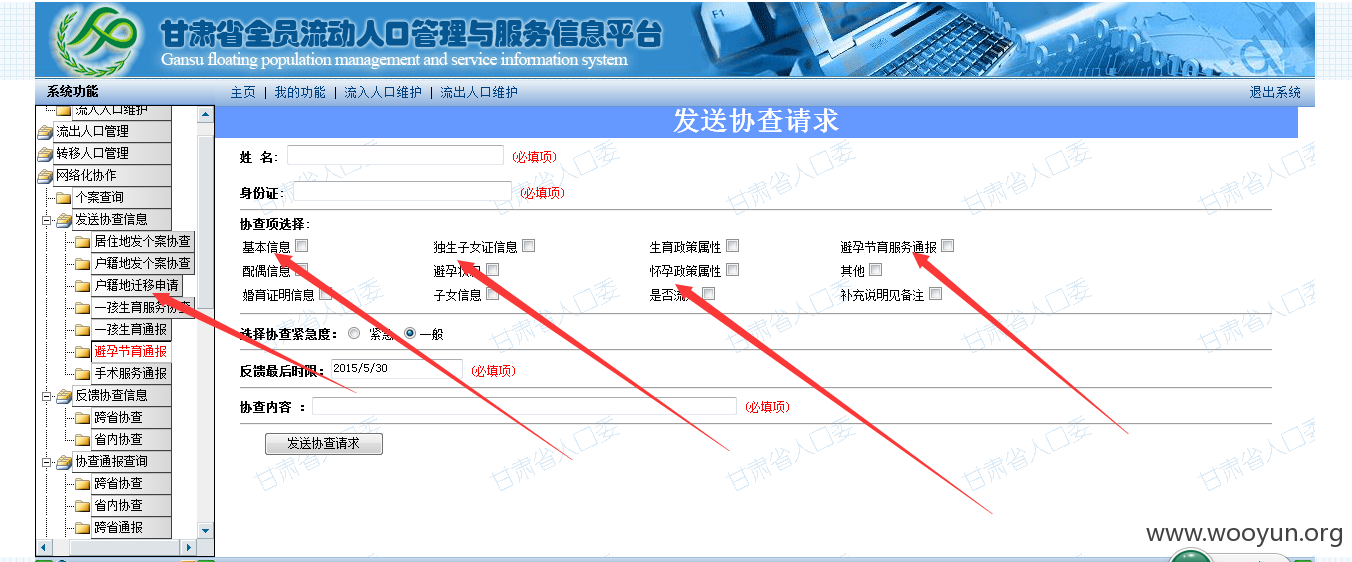 甘肃省全员流动人口管理与服务信息平台
Gansu floating population management and service information system
系统功能
主页 | 我的功能 | 流入人口维护 | 流出人口维护
退出系统
流入人口维护
流出人口管理
转移人口管理
网络化协作
个案查询
发送协查信息
居住地发个案协查
户籍地发个案协查
户籍地迁移申请
一孩生育服务协查
一孩生育通报
避孕节育通报
手术服务通报
反馈协查信息
跨省协查
省内协查
协查通报查询
跨省协查
省内协查
跨省通报
发送协查请求
姓 名: (必填项)
身份证: (必填项)
协查项选择:
基本信息 独生子女证信息 生育政策属性 避孕节育服务通报
配偶信息 避孕状况 怀孕政策属性 其他
婚育证明信息 子女信息 是否流 补充说明见备注
选择协查紧急度: 紧急 一般
反馈最后时限: 2015/5/30 (必填项)
协查内容 : (必填项)
发送协查请求
甘肃省人口委
www.wooyun.org